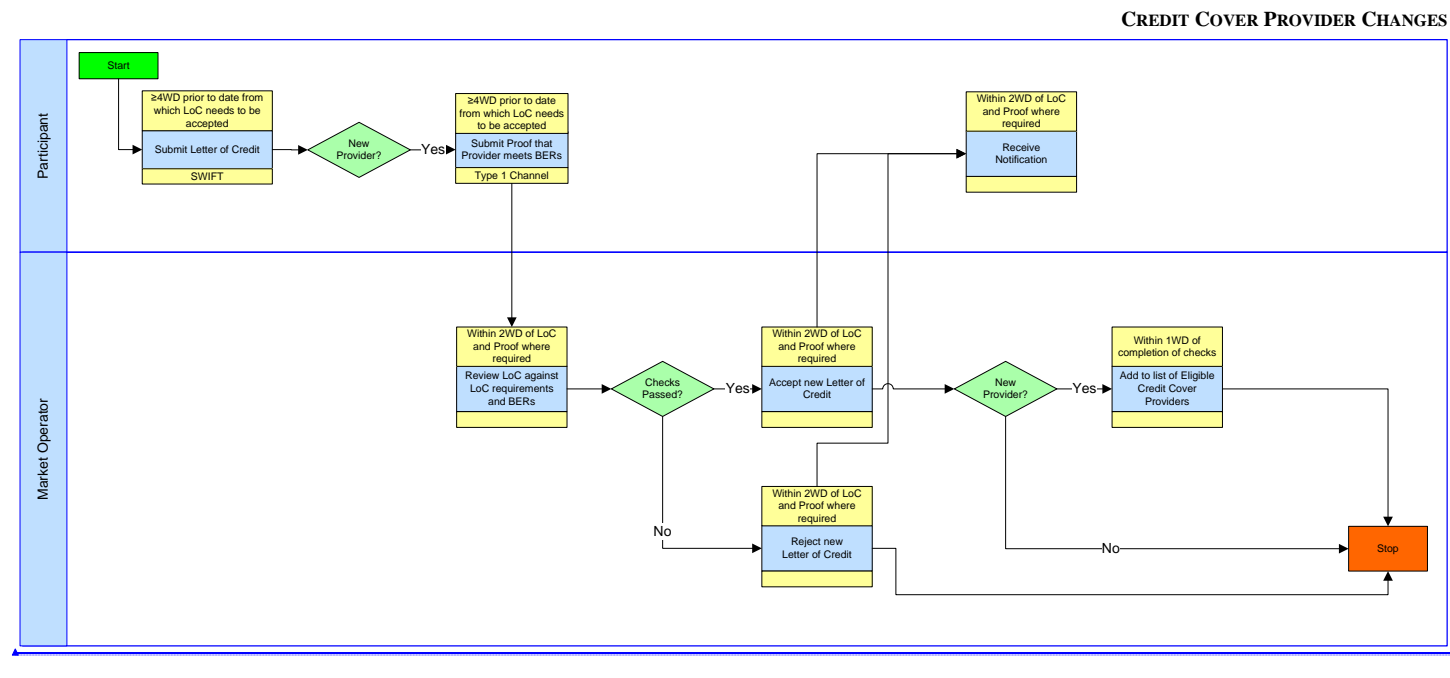 CREDIT COVER PROVIDER CHANGES
Participant
Start
≥4WD prior to date from
which LoC needs to be
accepted
Submit Letter of Credit
SWIFT
New
Provider?
Yes
≥4WD prior to date
from which LoC needs
to be accepted
Submit Proof that
Provider meets BERs
Type 1 Channel
Within 2WD of LoC
and Proof where
required
Receive
Notification
Market Operator
Within 2WD of LoC
and Proof where
required
Review LoC against
LoC requirements
and BERs
Checks
Passed?
Yes
No
Within 2WD of LoC
and Proof where
required
Accept new Letter of
Credit
New
Provider?
Yes
No
Within 1WD of
completion of checks
Add to list of Eligible
Credit Cover
Providers
Within 2WD of LoC
and Proof where
required
Reject new
Letter of Credit
Stop